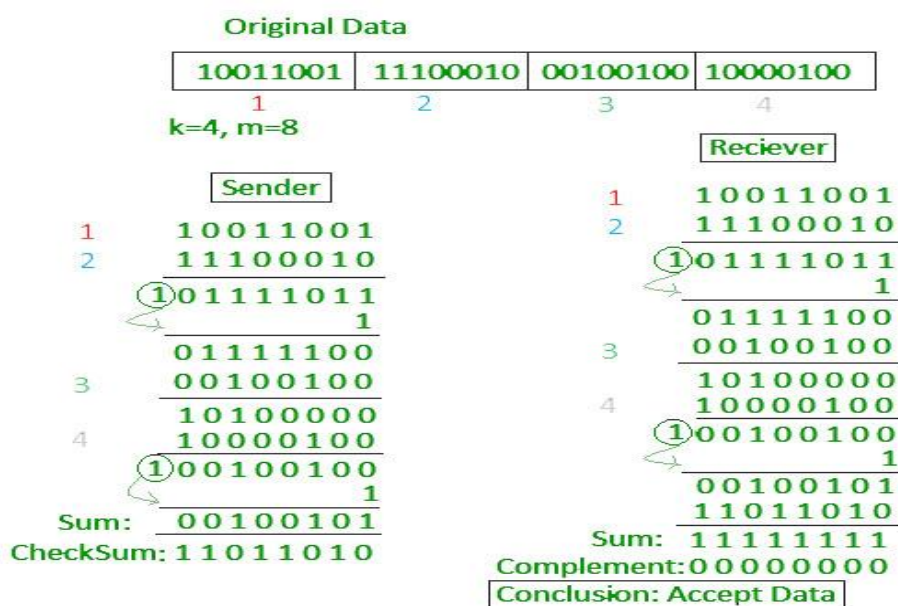 Original Data
10011001 11100010 00100100 10000100
1 2 3 4
k=4, m=8
Sender
1 10011001
2 11100010
1 01111011
1
01111100
3 00100100
10100000
4 10000100
1 00100100
1
Sum: 00100101
CheckSum: 11011010
Reciever
1 10011001
2 11100010
1 01111011
1
01111100
3 00100100
10100000
4 10000100
1 00100100
1
00100101
11011010
Sum: 11111111
Complement: 00000000
Conclusion: Accept Data